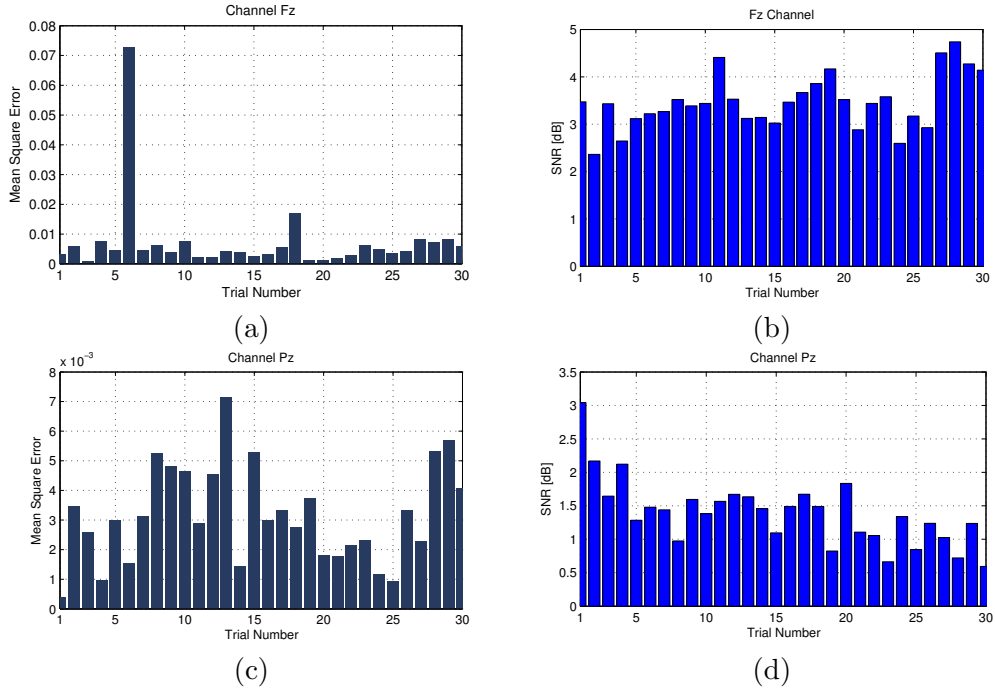 Channel Fz
0.08
0.07
0.06
0.05
0.04
0.03
0.02
0.01
0
Mean Square Error
1 5 10 15 20 25 30
Trial Number
(a)
Fz Channel
5
4
3
2
1
0
SNR [dB]
1 5 10 15 20 25 30
Trial Number
(b)
x 10⁻³
Channel Pz
8
7
6
5
4
3
2
1
0
Mean Square Error
1 5 10 15 20 25 30
Trial Number
(c)
Channel Pz
3.5
3
2.5
2
1.5
1
0.5
0
SNR [dB]
1 5 10 15 20 25 30
Trial Number
(d)